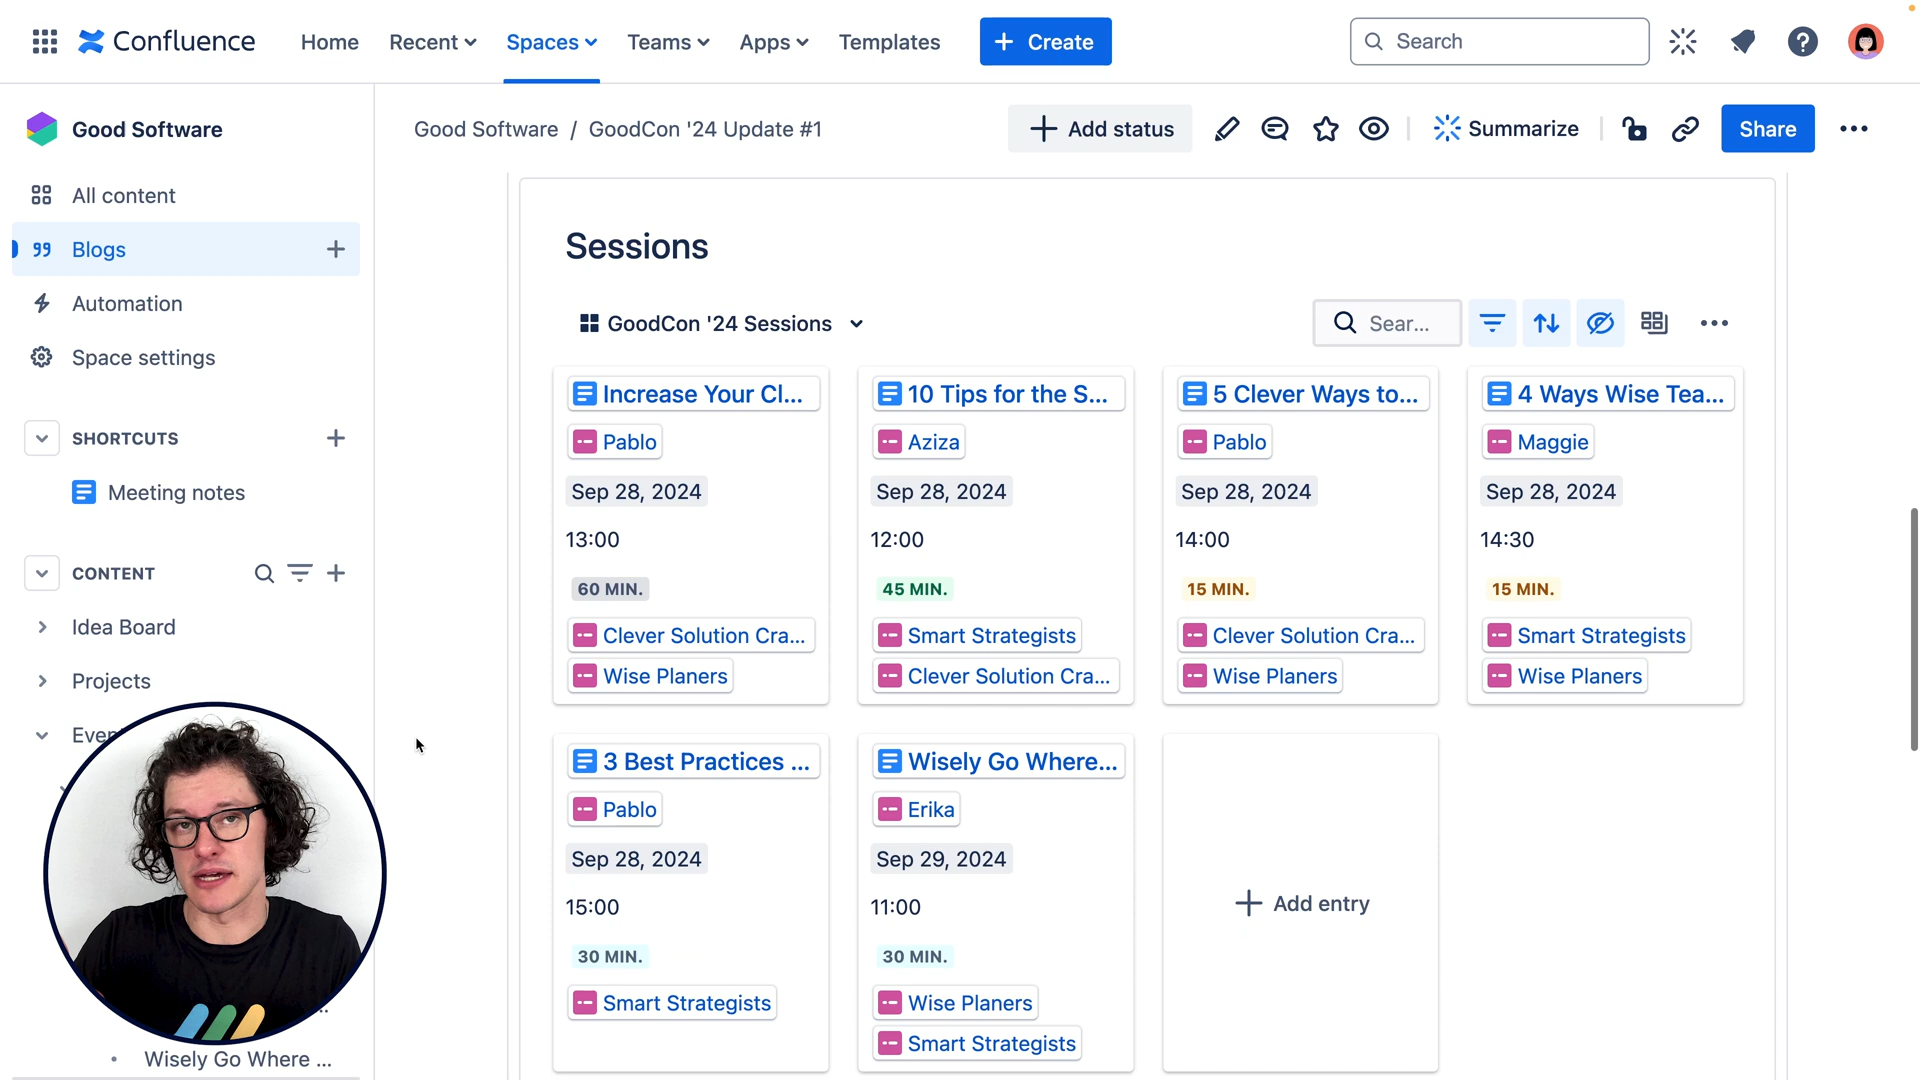 Confluence Home Recent Spaces Teams Apps Templates + Create Search
Good Software
Good Software / GoodCon '24 Update #1
+ Add status Summarize Share
All content
Blogs
Automation
Space settings
SHORTCUTS
Meeting notes
CONTENT
Idea Board
Projects
Even
Wisely Go Where ...
Sessions
GoodCon '24 Sessions
Sear...
Increase Your Cl...
Pablo
Sep 28, 2024
13:00
60 MIN.
Clever Solution Cra...
Wise Planers
10 Tips for the S...
Aziza
Sep 28, 2024
12:00
45 MIN.
Smart Strategists
Clever Solution Cra...
5 Clever Ways to...
Pablo
Sep 28, 2024
14:00
15 MIN.
Clever Solution Cra...
Wise Planers
4 Ways Wise Tea...
Maggie
Sep 28, 2024
14:30
15 MIN.
Smart Strategists
Wise Planers
3 Best Practices ...
Pablo
Sep 28, 2024
15:00
30 MIN.
Smart Strategists
Wisely Go Where...
Erika
Sep 29, 2024
11:00
30 MIN.
Wise Planers
Smart Strategists
+ Add entry